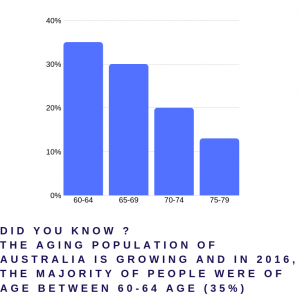 40%
30%
20%
10%
0%
60-64 65-69 70-74 75-79
DID YOU KNOW ?
THE AGING POPULATION OF
AUSTRALIA IS GROWING AND IN 2016,
THE MAJORITY OF PEOPLE WERE OF
AGE BETWEEN 60-64 AGE (35%)